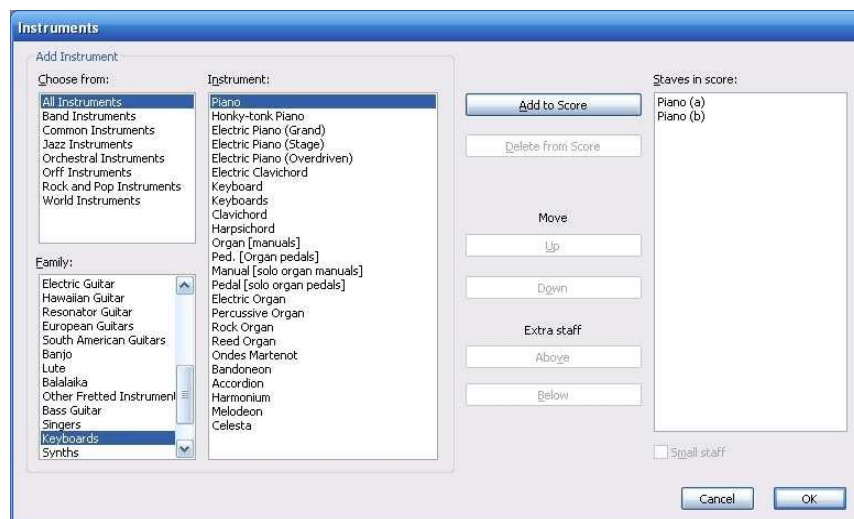 Instruments
Add Instrument
Choose from:
All Instruments
Band Instruments
Common Instruments
Jazz Instruments
Orchestral Instruments
Orff Instruments
Rock and Pop Instruments
World Instruments
Family:
Electric Guitar
Hawaiian Guitar
Resonator Guitar
European Guitars
South American Guitars
Banjo
Lute
Balalaika
Other Fretted Instrument
Bass Guitar
Singers
Keyboards
Synths
Instrument:
Piano
Honky-tonk Piano
Electric Piano (Grand)
Electric Piano (Stage)
Electric Piano (Overdriven)
Electric Clavichord
Keyboard
Keyboards
Clavichord
Harpsichord
Organ [manuals]
Ped. [Organ pedals]
Manual [solo organ manuals]
Pedal [solo organ pedals]
Electric Organ
Percussive Organ
Rock Organ
Reed Organ
Ondes Martenot
Bandoneon
Accordion
Harmonium
Melodeon
Celesta
Add to Score
Delete from Score
Move
Up
Down
Extra staff
Above
Below
Staves in score:
Piano (a)
Piano (b)
Small staff
Cancel
OK